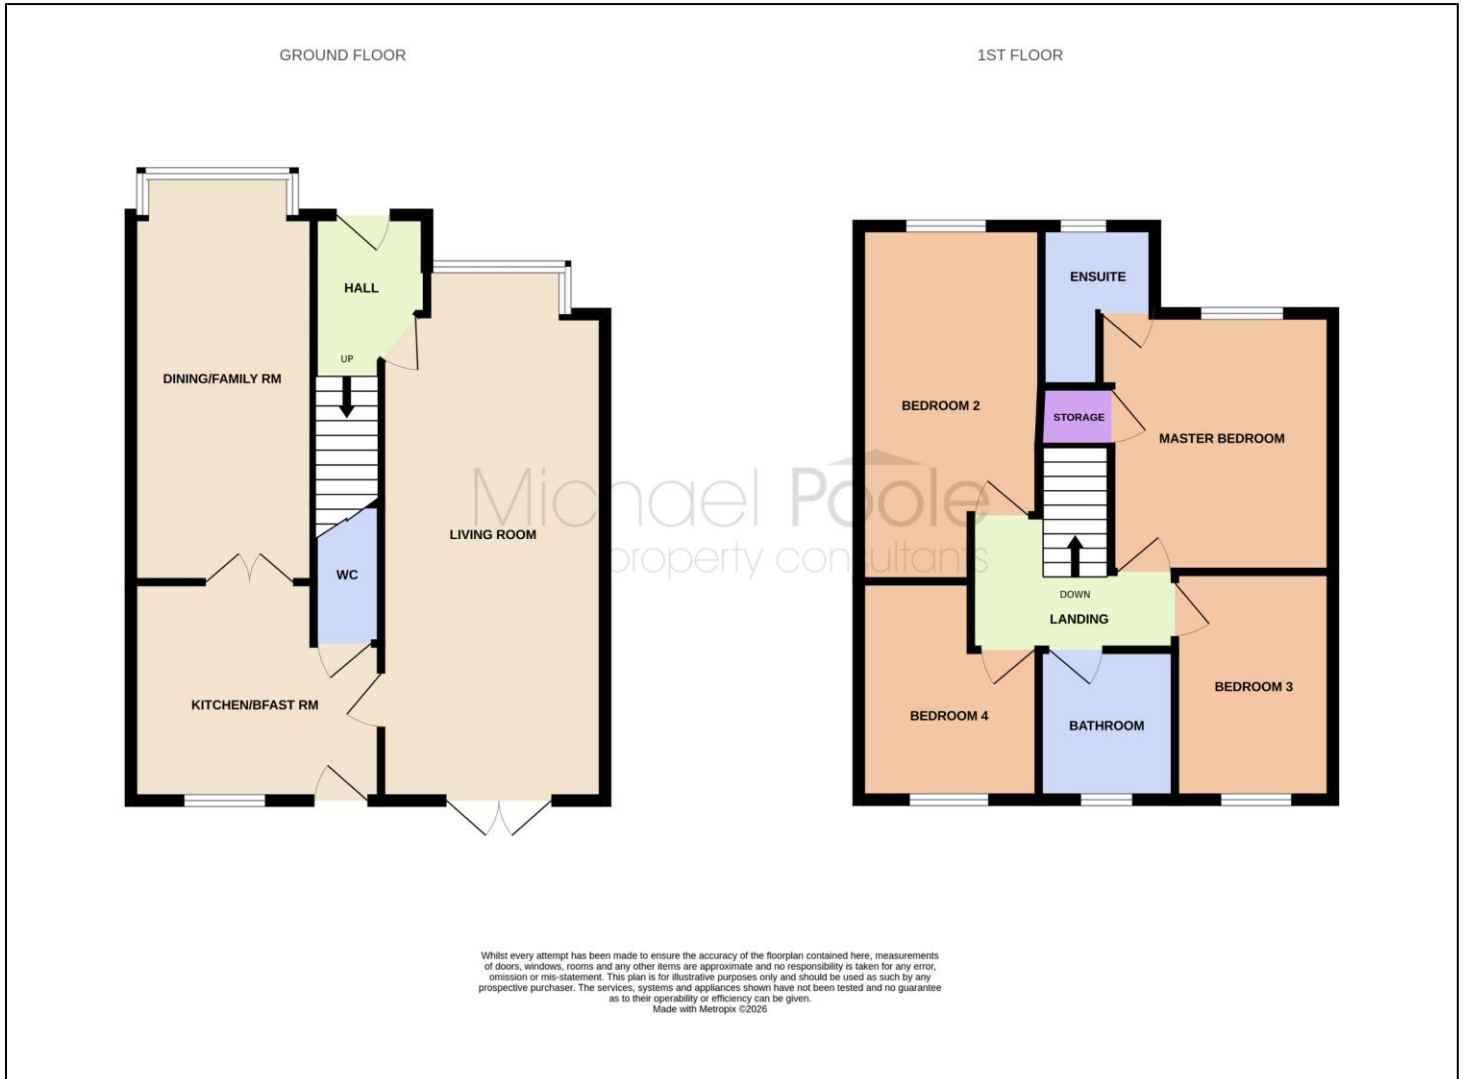 GROUND FLOOR
1ST FLOOR
HALL
UP
DINING/FAMILY RM
LIVING ROOM
WC
KITCHEN/BFAST RM
ENSUITE
BEDROOM 2
STORAGE
MASTER BEDROOM
DOWN
LANDING
BEDROOM 3
BEDROOM 4
BATHROOM
Michael Poole
property consultants
Whilst every attempt has been made to ensure the accuracy of the floorplan contained here, measurements
of doors, windows, rooms and any other items are approximate and no responsibility is taken for any error,
omission or mis-statement. This plan is for illustrative purposes only and should be used as such by any
prospective purchaser. The services, systems and appliances shown have not been tested and no guarantee
as to their operability or efficiency can be given.
Made with Metropix ©2026